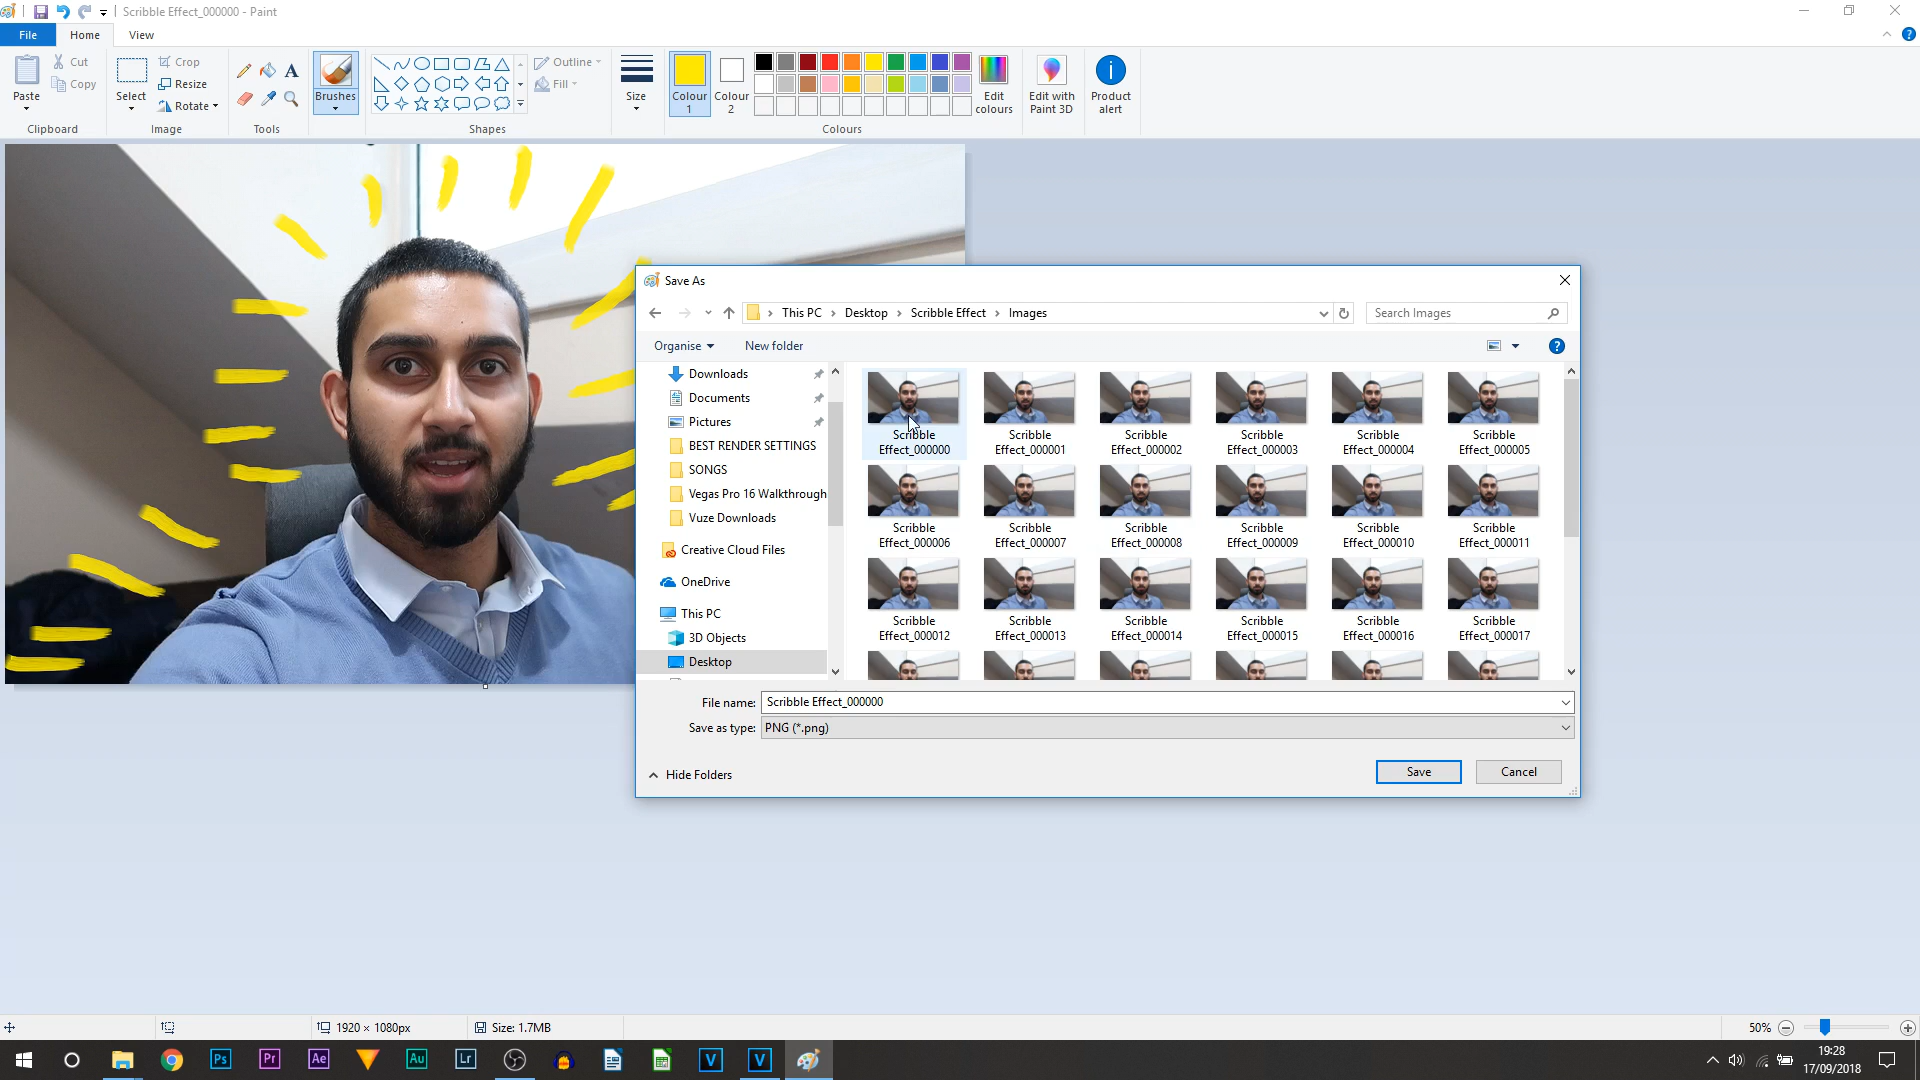 Scribble Effect_000000 - Paint
File
Home
View
Paste
Cut
Copy
Clipboard
Select
Crop
Resize
Rotate
Image
A
Tools
Brushes
Shapes
Outline
Fill
Size
Colour
1
Colour
2
Edit
colours
Colours
Edit with
Paint 3D
Product
alert
Save As
This PC
Desktop
Scribble Effect
Images
Search Images
Organise
New folder
Downloads
Documents
Pictures
BEST RENDER SETTINGS
SONGS
Vegas Pro 16 Walkthrough
Vuze Downloads
Creative Cloud Files
OneDrive
This PC
3D Objects
Desktop
Scribble
Effect_000000
Scribble
Effect_000001
Scribble
Effect_000002
Scribble
Effect_000003
Scribble
Effect_000004
Scribble
Effect_000005
Scribble
Effect_000006
Scribble
Effect_000007
Scribble
Effect_000008
Scribble
Effect_000009
Scribble
Effect_000010
Scribble
Effect_000011
Scribble
Effect_000012
Scribble
Effect_000013
Scribble
Effect_000014
Scribble
Effect_000015
Scribble
Effect_000016
Scribble
Effect_000017
File name: Scribble Effect_000000
Save as type: PNG (*.png)
Hide Folders
Save
Cancel
1920 × 1080px
Size: 1.7MB
50%
Ps
Pr
Ae
Au
Lr
V
V
19:28
17/09/2018